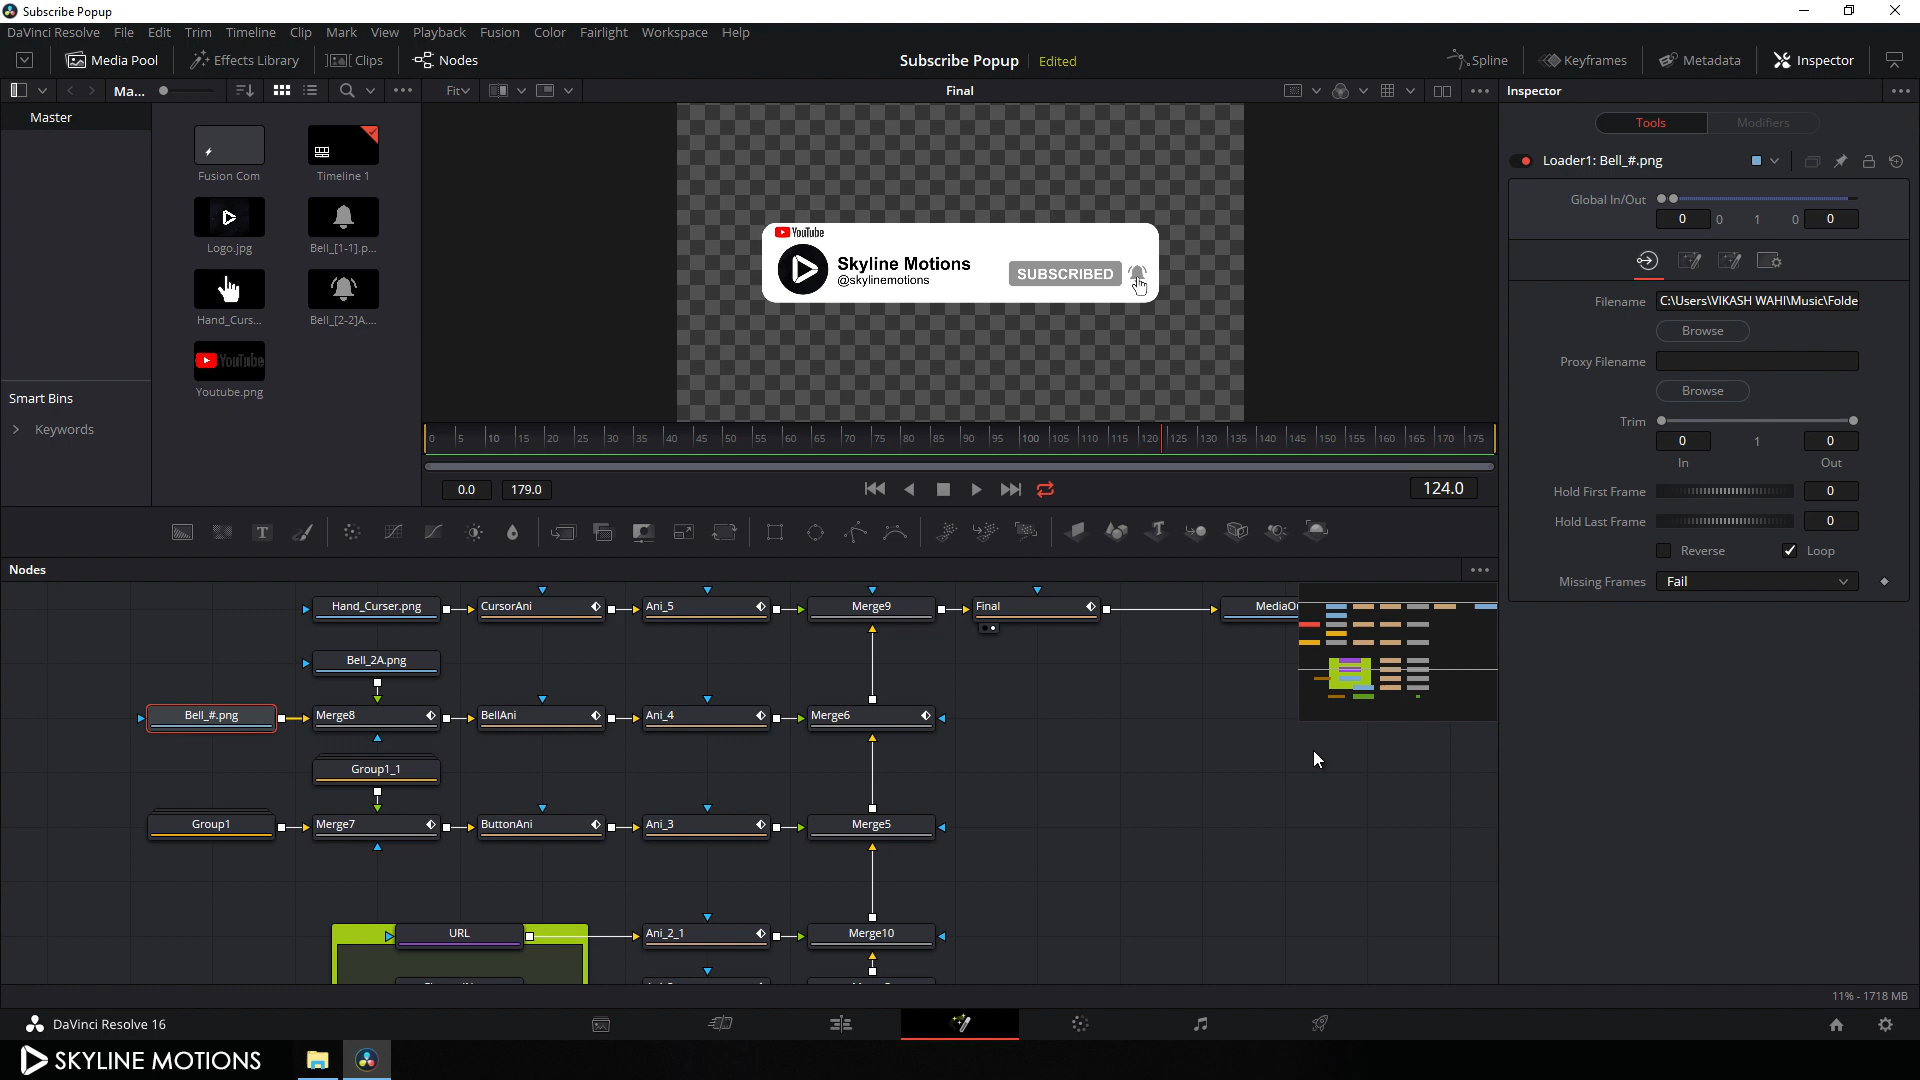 Subscribe Popup
DaVinci Resolve File Edit Trim Timeline Clip Mark View Playback Fusion Color Fairlight Workspace Help
Media Pool Effects Library Clips Nodes Subscribe Popup Edited Spline Keyframes Metadata Inspector
Ma... Fit Final Inspector
Master
Tools Modifiers
Fusion Com Timeline 1
Loader1: Bell_#.png
Global In/Out
0 0 1 0 0
YouTube
Skyline Motions
@skylinemotions
SUBSCRIBED
Logo.jpg Bell_[1-1].p...
Hand_Curs... Bell_[2-2]A....
YouTube
Youtube.png
Filename C:\Users\VIKASH WAHI\Music\Folde
Browse
Proxy Filename
Browse
Smart Bins
Keywords
Trim
0 1 0
In Out
0 5 10 15 20 25 30 35 40 45 50 55 60 65 70 75 80 85 90 95 100 105 110 115 120 125 130 135 140 145 150 155 160 165 170 175
0.0 179.0 124.0
Hold First Frame 0
Hold Last Frame 0
Reverse Loop
Missing Frames Fail
Nodes
Hand_Curser.png CursorAni Ani_5 Merge9 Final MediaOu
Bell_2A.png
Bell_#.png Merge8 BellAni Ani_4 Merge6
Group1_1
Group1 Merge7 ButtonAni Ani_3 Merge5
URL Ani_2_1 Merge10
11% - 1718 MB
DaVinci Resolve 16
SKYLINE MOTIONS